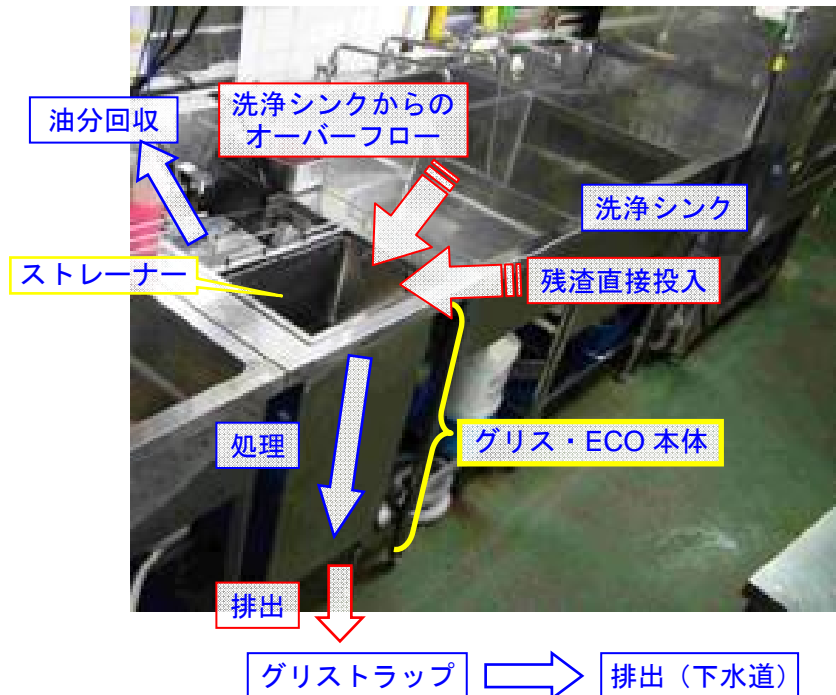 油分回収
洗浄シンクからの
オーバーフロー
洗浄シンク
ストレーナー
残渣直接投入
処理
グリス・ECO 本体
排出
グリストラップ
排出（下水道）